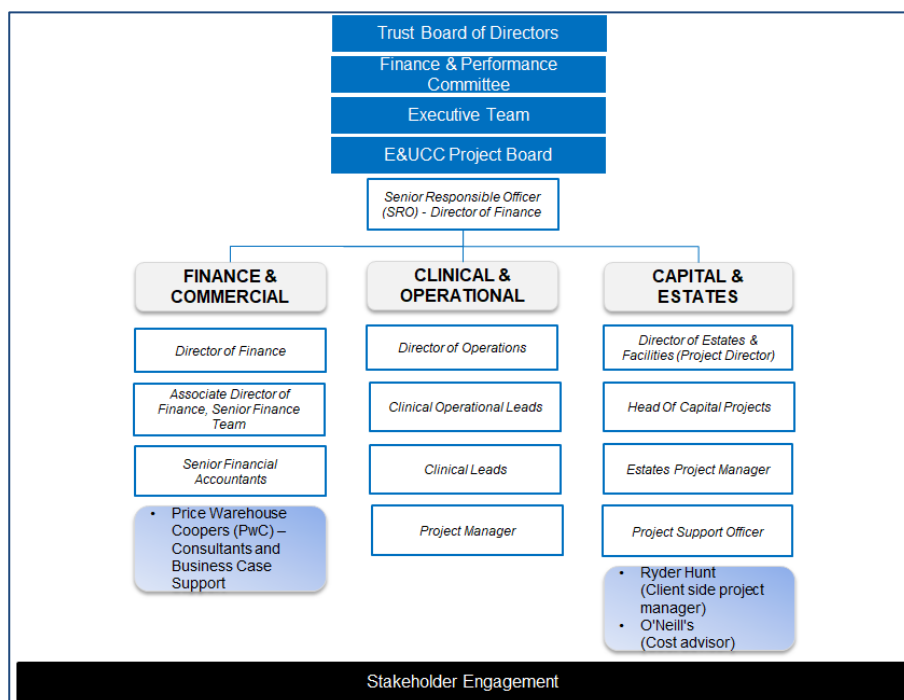 Trust Board of Directors
Finance & Performance
Committee
Executive Team
E&UCC Project Board
Senior Responsible Officer
(SRO) - Director of Finance
FINANCE &
COMMERCIAL
Director of Finance
Associate Director of
Finance, Senior Finance
Team
Senior Financial
Accountants
• Price Warehouse
Coopers (PwC) –
Consultants and
Business Case
Support
CLINICAL &
OPERATIONAL
Director of Operations
Clinical Operational Leads
Clinical Leads
Project Manager
CAPITAL &
ESTATES
Director of Estates &
Facilities (Project Director)
Head Of Capital Projects
Estates Project Manager
Project Support Officer
• Ryder Hunt
(Client side project
manager)
• O'Neill's
(Cost advisor)
Stakeholder Engagement